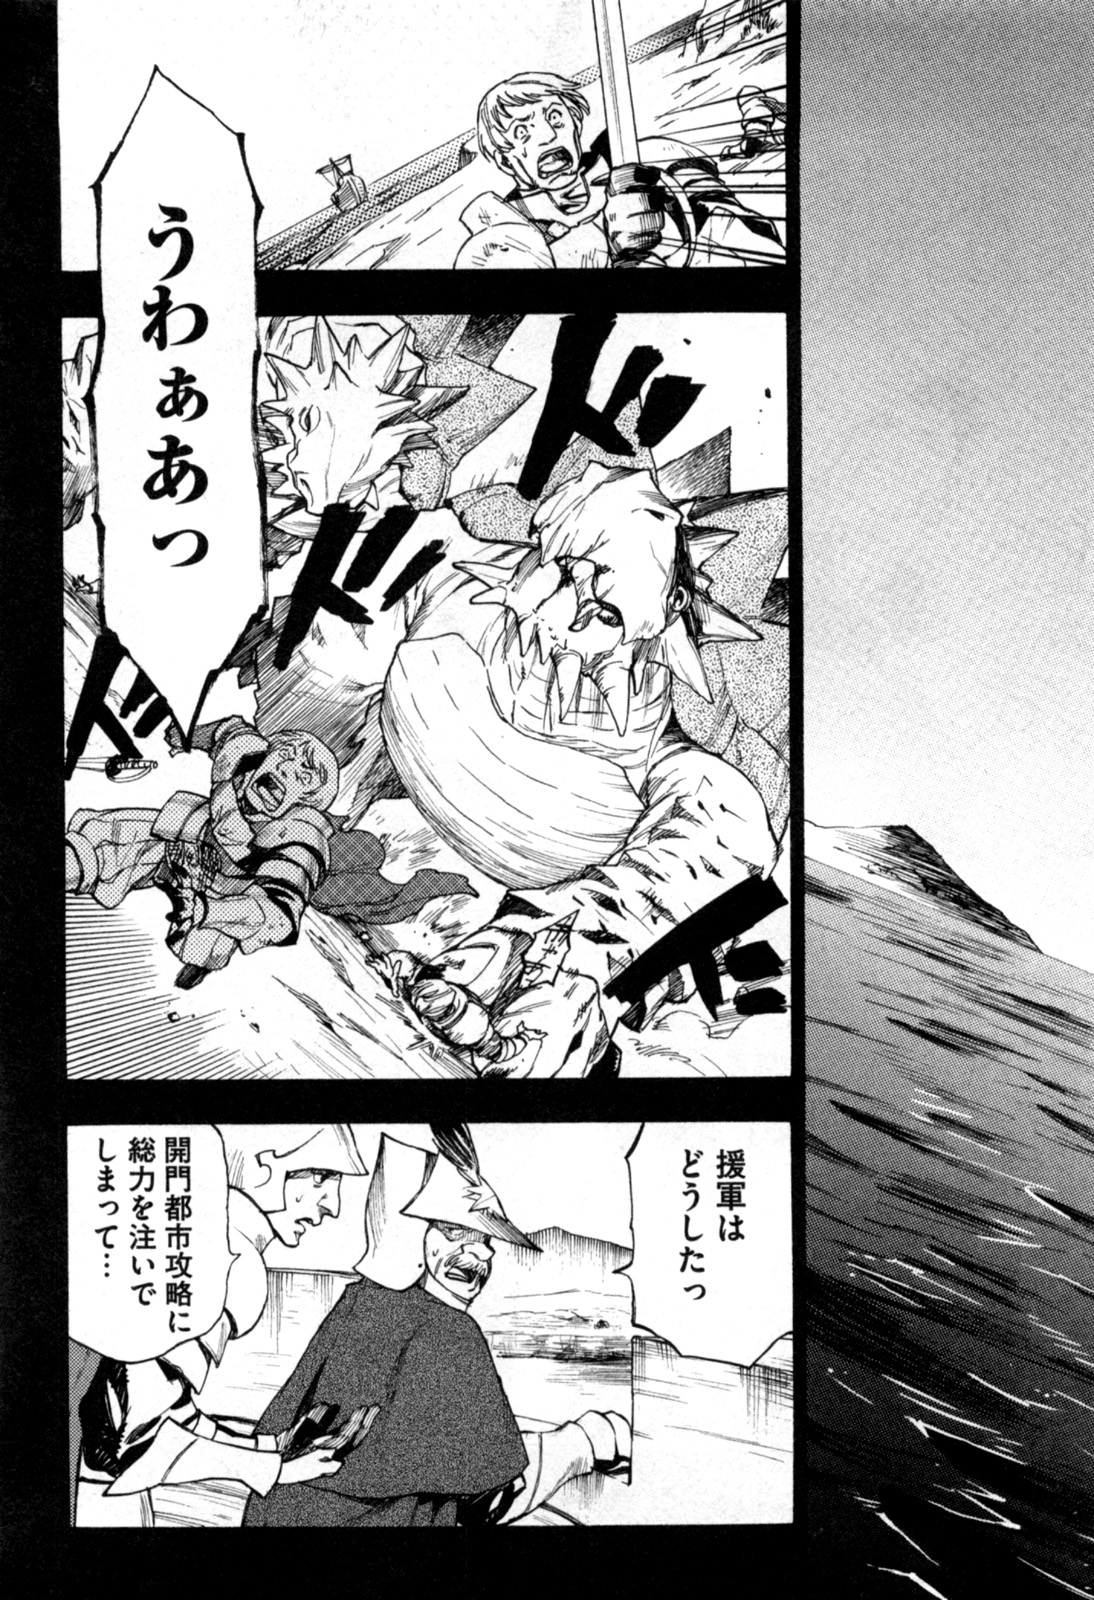 うわぁあっ
ドドドドド
援軍は
どうしたっ
開門都市攻略に
総力を注いで
しまって…